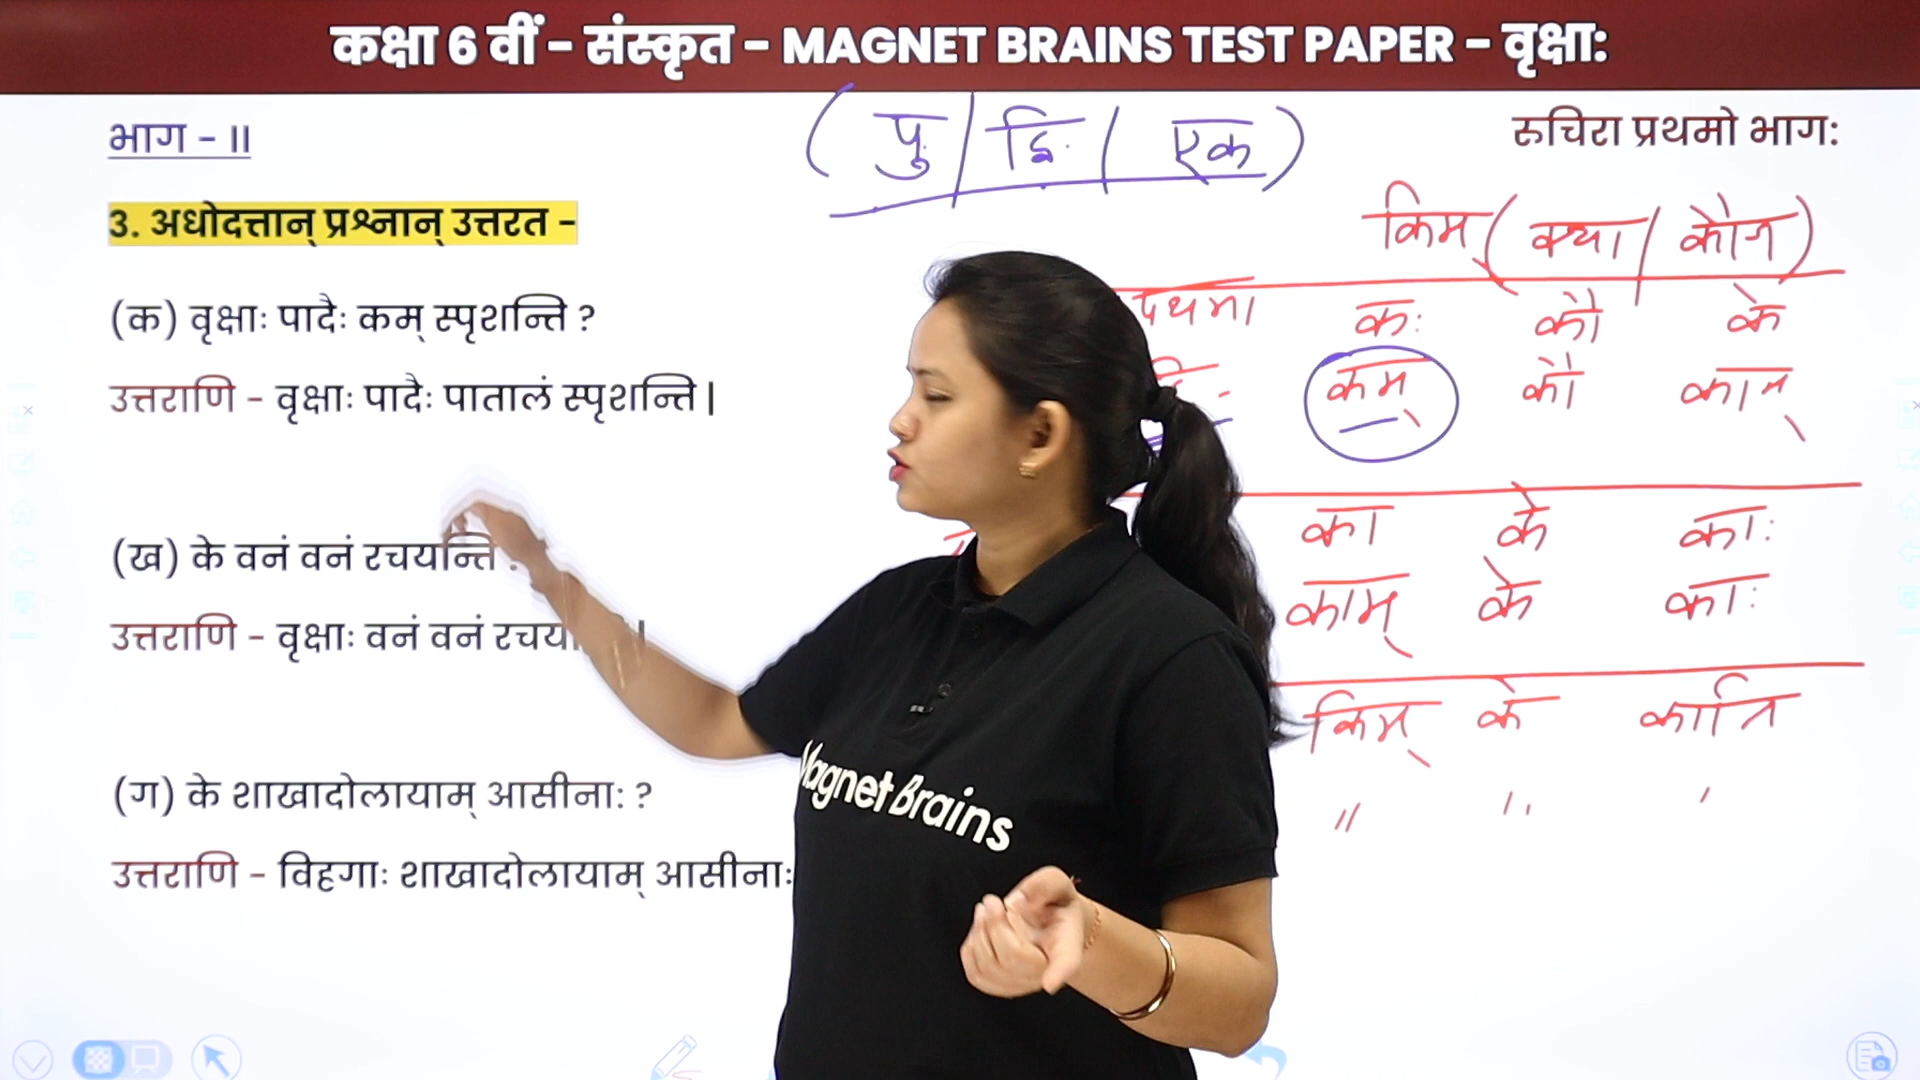 कक्षा 6 वीं - संस्कृत - MAGNET BRAINS TEST PAPER - वृक्षा:
भाग - II
( पु. | द्वि. | एक )
रुचिरा प्रथमो भाग:
3. अधोदत्तान् प्रश्नान् उत्तरत -
किम् ( क्या / कौन )
(क) वृक्षाः पादैः कम् स्पृशन्ति ?
प्रथमा कः कौ के
उत्तराणि - वृक्षाः पादैः पातालं स्पृशन्ति |
कम् कौ कान्
(ख) के वनं वनं रचयन्ति
का के काः
उत्तराणि - वृक्षाः वनं वनं
काम् के काः
किम् के कानि
" " "
(ग) के शाखादोलायाम् आसीना: ?
उत्तराणि - विहगाः शाखादोलायाम् आसीनाः
Magnet Brains